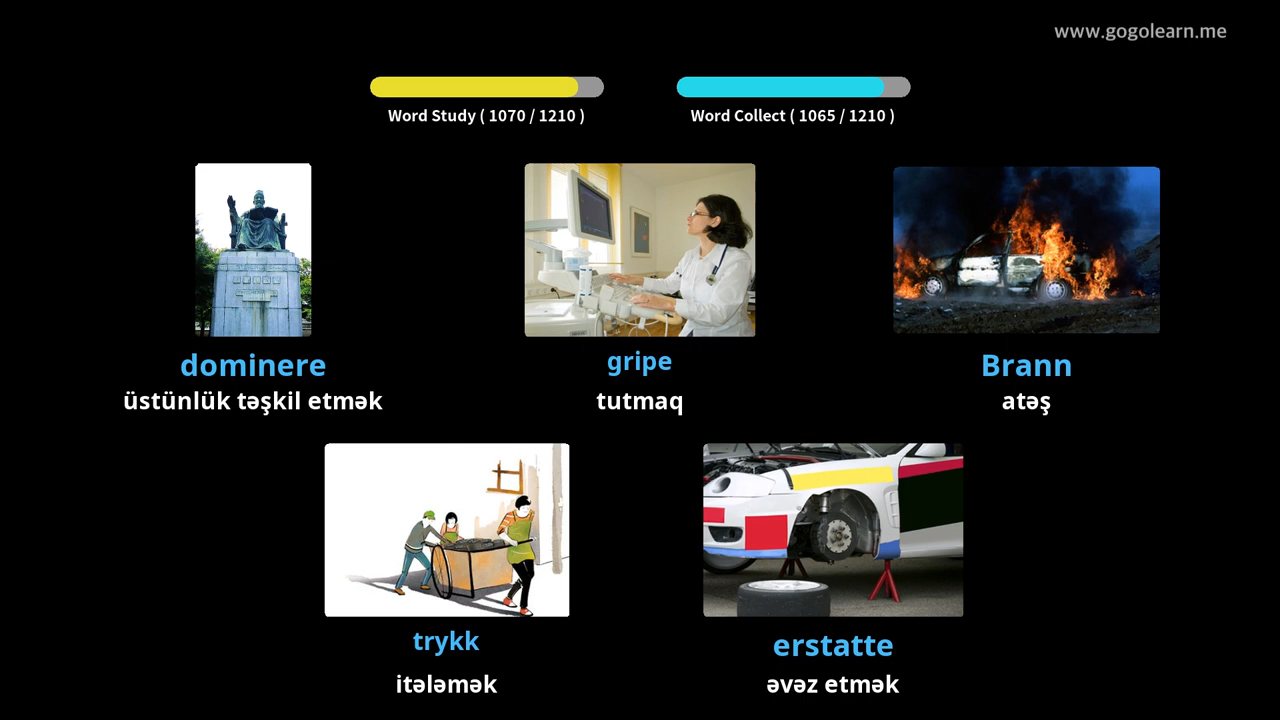 www.gogolearn.me
Word Study ( 1070 / 1210 )
Word Collect ( 1065 / 1210 )
dominere
üstünlük təşkil etmək
gripe
tutmaq
Brann
atəş
trykk
itələmək
erstatte
əvəz etmək